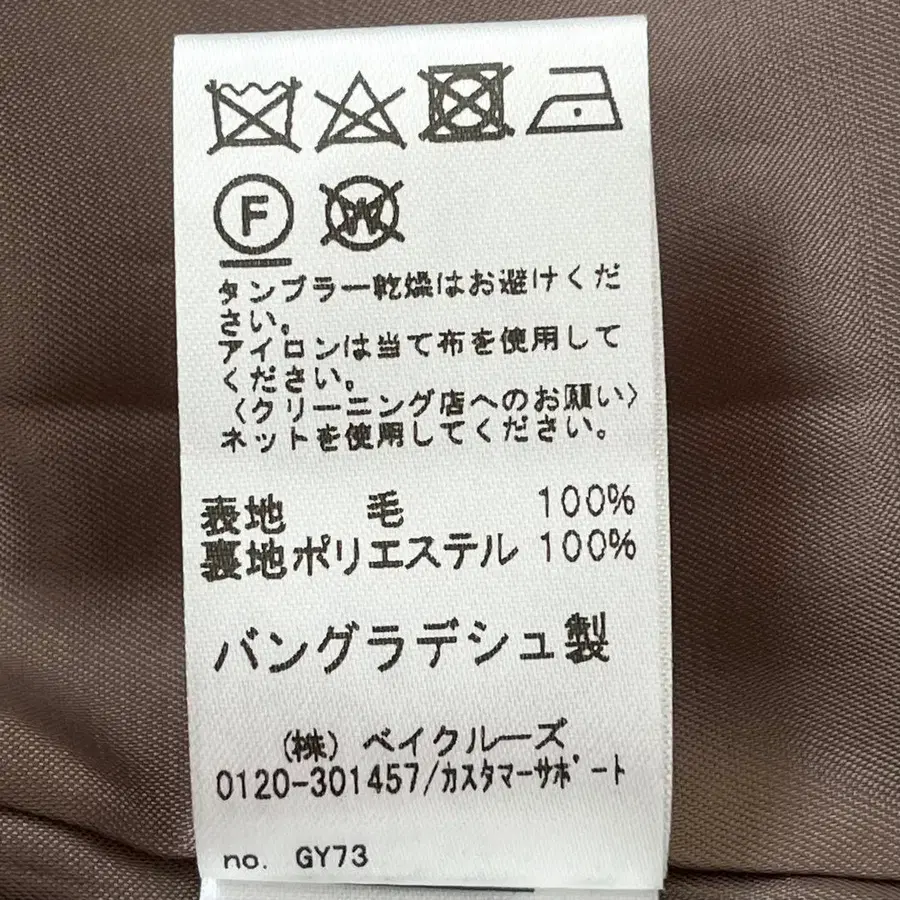 F W
タンブラー乾燥はお避けくだ
さい。
アイロンは当て布を使用して
ください。
〈クリーニング店へのお願い〉
ネットを使用してください。
表地 毛 100%
裏地ポリエステル 100%
バングラデシュ製
(株) ベイクルーズ
0120-301457/カスタマーサポート
no. GY73